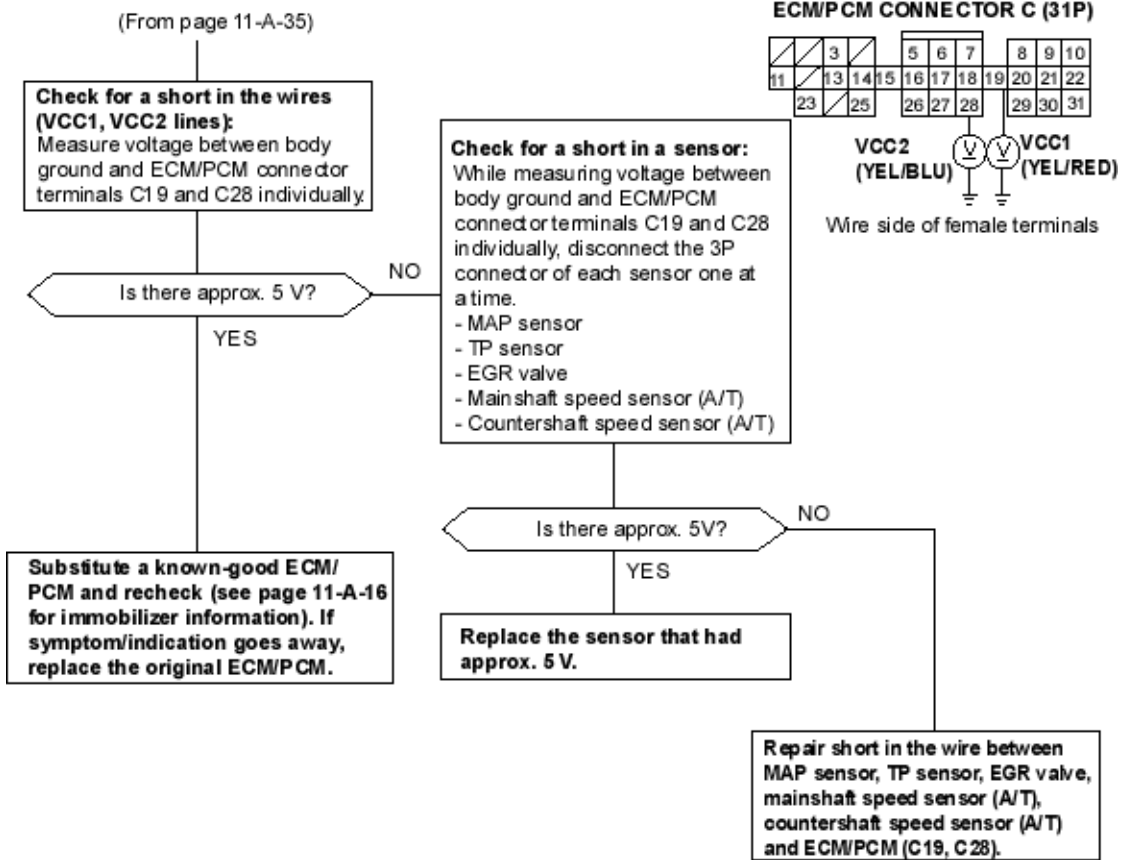 (From page 11-A-35)
Check for a short in the wires
(VCC1, VCC2 lines):
Measure voltage between body
ground and ECM/PCM connector
terminals C19 and C28 individually.
Is there approx. 5 V?
NO
YES
Check for a short in a sensor:
While measuring voltage between
body ground and ECM/PCM
connector terminals C19 and C28
individually, disconnect the 3P
connector of each sensor one at
a time.
- MAP sensor
- TP sensor
- EGR valve
- Mainshaft speed sensor (A/T)
- Countershaft speed sensor (A/T)
ECM/PCM CONNECTOR C (31P)
3 5 6 7 8 9 10
11 13 14 15 16 17 18 19 20 21 22
23 25 26 27 28 29 30 31
VCC2
(YEL/BLU)
V V
VCC1
(YEL/RED)
Wire side of female terminals
Is there approx. 5V?
NO
YES
Substitute a known-good ECM/
PCM and recheck (see page 11-A-16
for immobilizer information). If
symptom/indication goes away,
replace the original ECM/PCM.
Replace the sensor that had
approx. 5 V.
Repair short in the wire between
MAP sensor, TP sensor, EGR valve,
mainshaft speed sensor (A/T),
countershaft speed sensor (A/T)
and ECM/PCM (C19, C28).